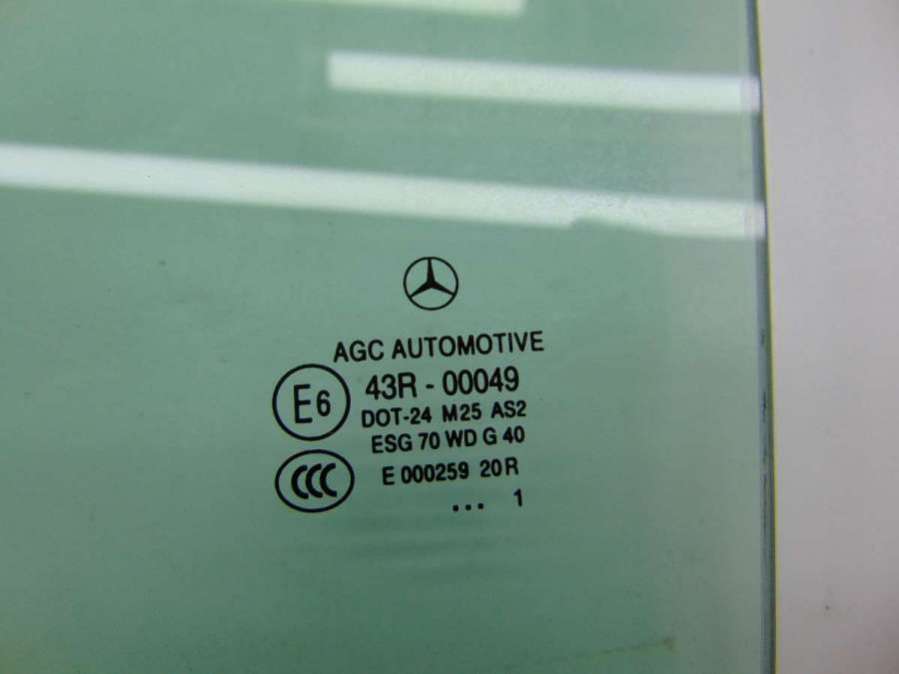 AGC AUTOMOTIVE
E6 43R - 00049
DOT-24 M25 AS2
ESG 70 WD G 40
CCC E 000259 20R
... 1